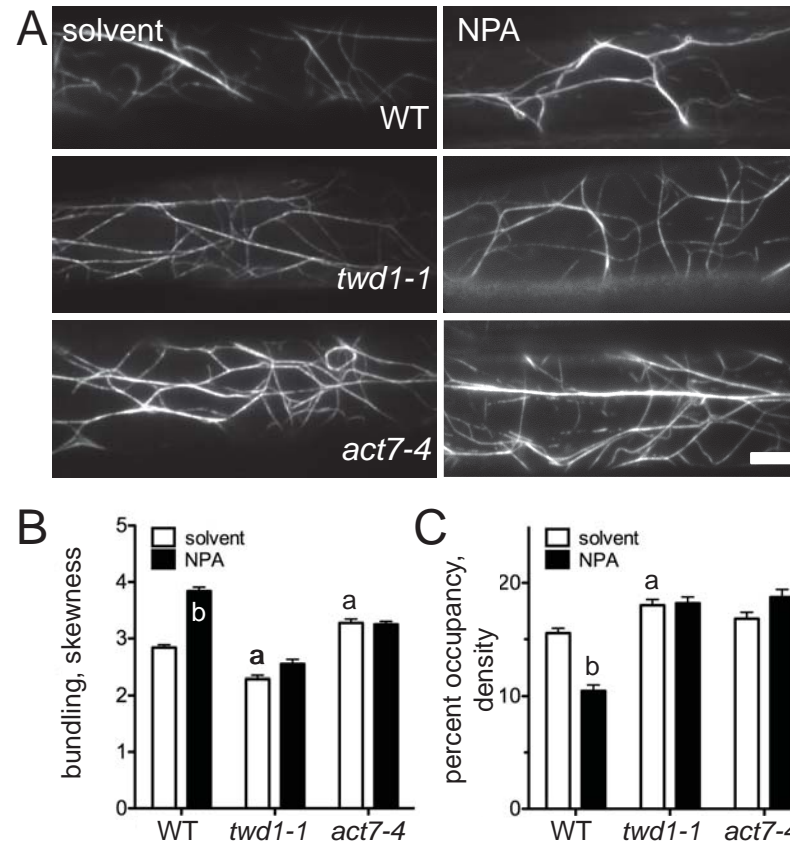 A
solvent
NPA
WT
twd1-1
act7-4
B
bundling, skewness
5
4
3
2
1
0
solvent
NPA
b
a
a
WT
twd1-1
act7-4
C
percent occupancy,
density
20
10
0
solvent
NPA
b
a
WT
twd1-1
act7-4